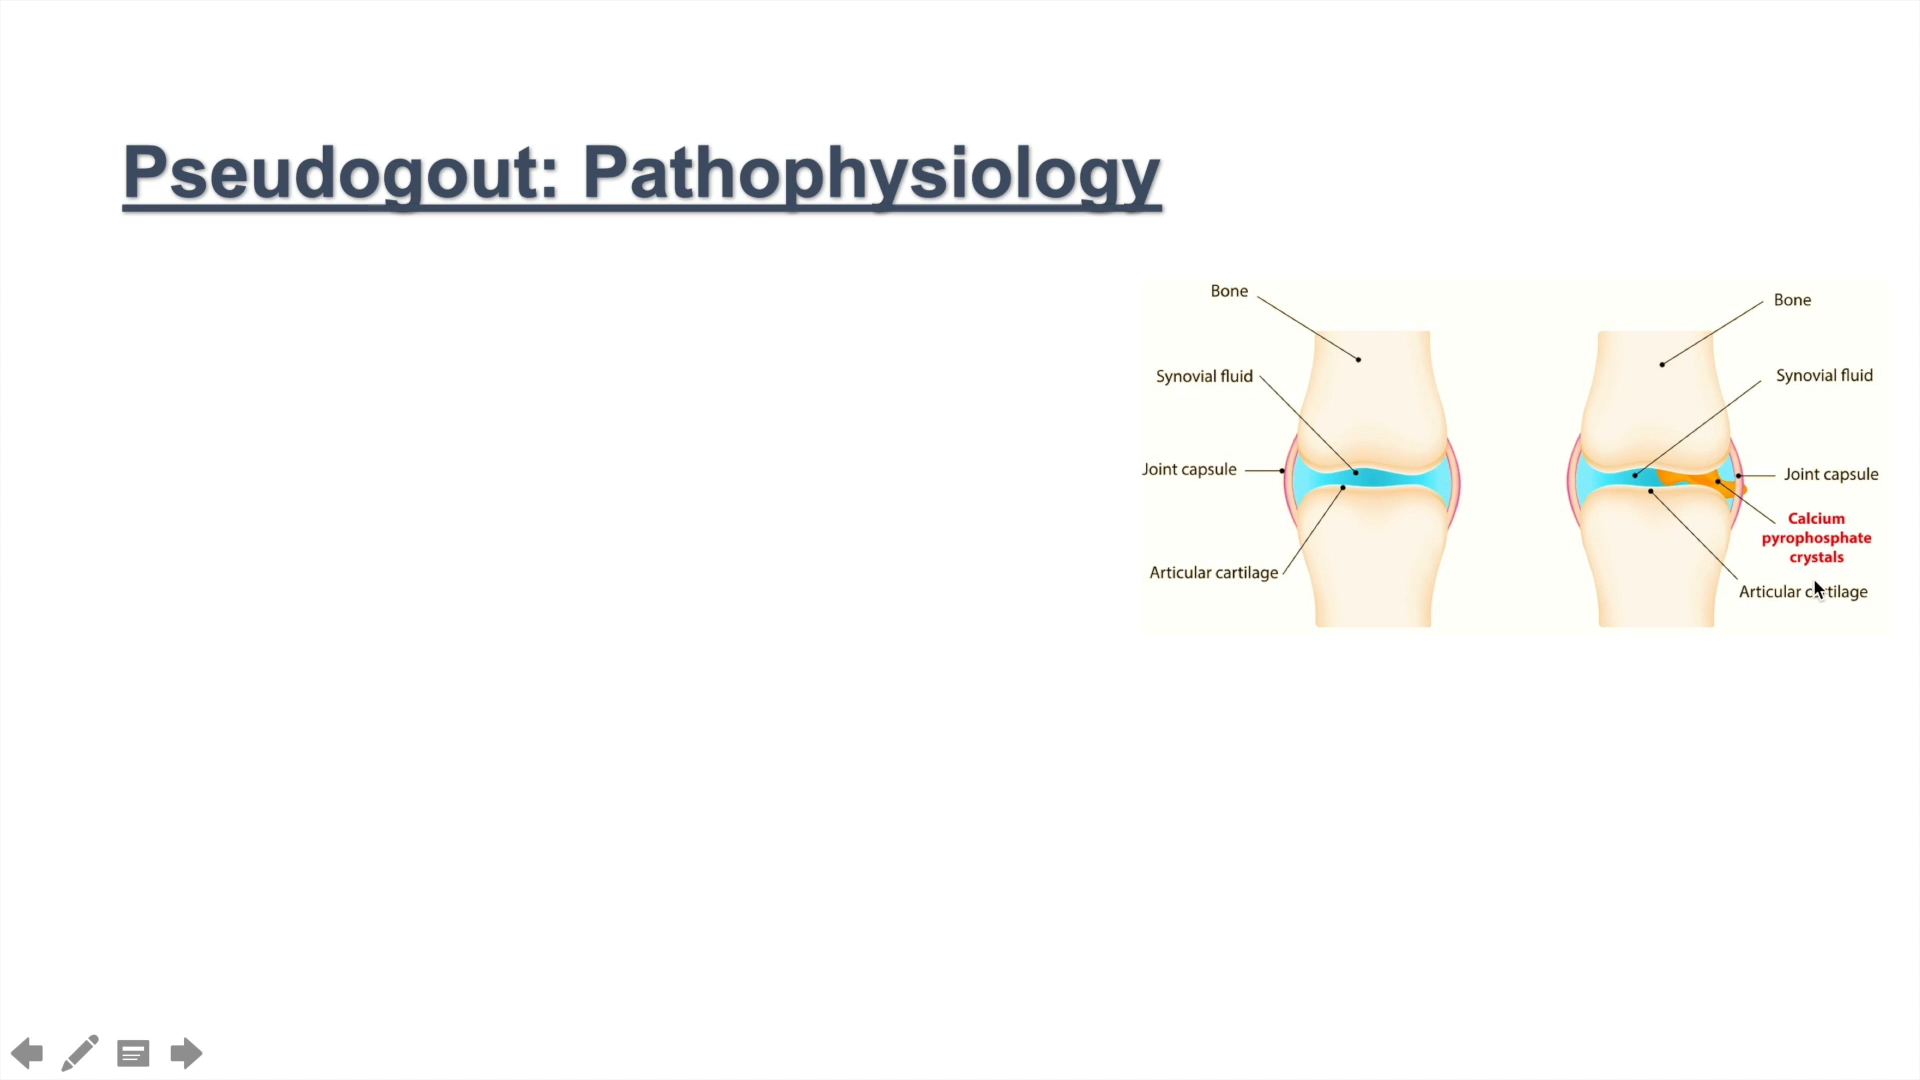 Pseudogout: Pathophysiology
Bone
Synovial fluid
Joint capsule
Articular cartilage
Bone
Synovial fluid
Joint capsule
Calcium
pyrophosphate
crystals
Articular cartilage